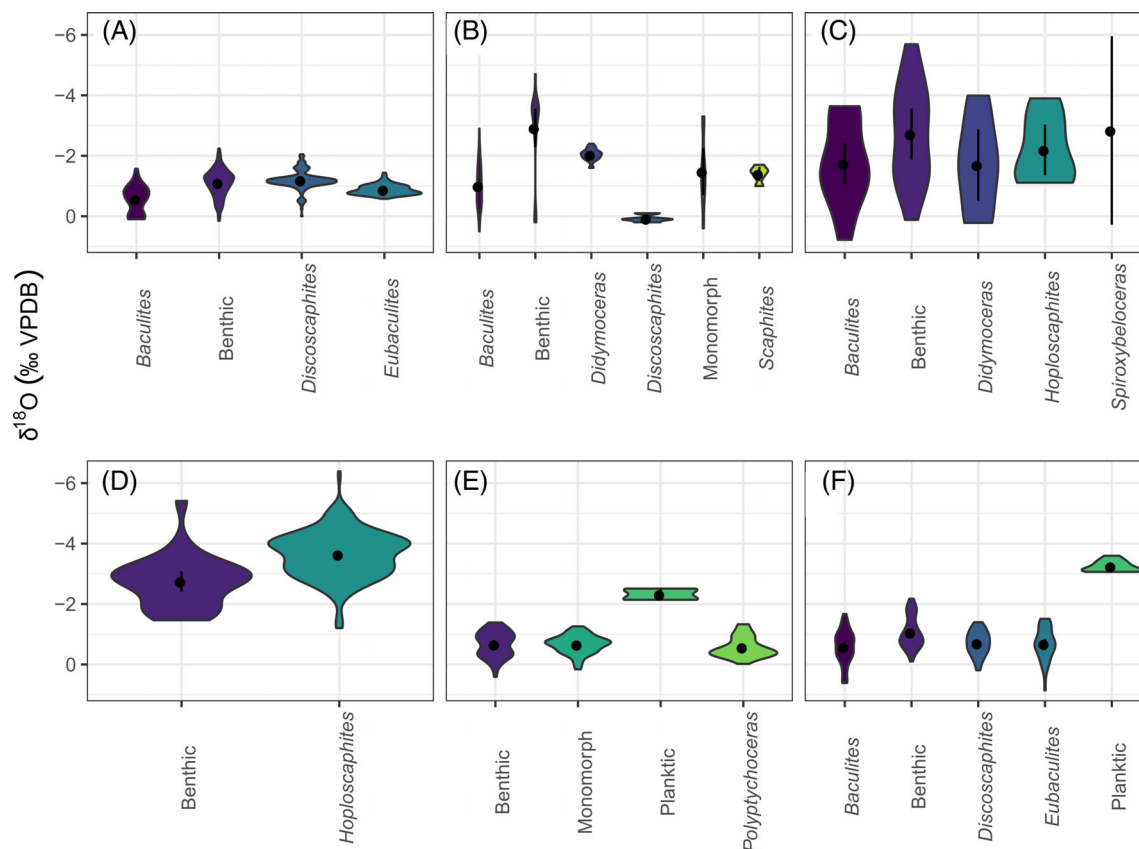 (A)
(B)
(C)
−6
−4
−2
0
Baculites
Benthic
Discoscaphites
Eubaculites
Baculites
Benthic
Didymoceras
Discoscaphites
Monomorph
Scaphites
Baculites
Benthic
Didymoceras
Hoploscaphites
Spiroxybeloceras
δ¹⁸O (‰ VPDB)
(D)
(E)
(F)
−6
−4
−2
0
Benthic
Hoploscaphites
Benthic
Monomorph
Planktic
Polyptychoceras
Baculites
Benthic
Discoscaphites
Eubaculites
Planktic